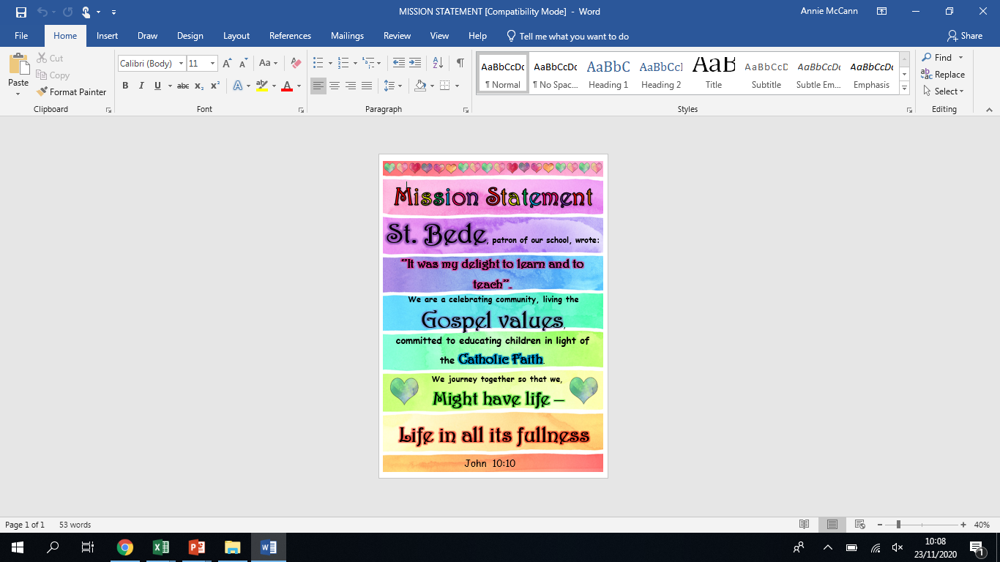 MISSION STATEMENT [Compatibility Mode] - Word
Annie McCann
File Home Insert Draw Design Layout References Mailings Review View Help Tell me what you want to do Share
Paste
Cut
Copy
Format Painter
Clipboard
Calibri (Body) 11
Font
Paragraph
AaBbCcDc
¶ Normal
AaBbCcDc
¶ No Spac...
AaBbC
Heading 1
AaBbCcI
Heading 2
AaB
Title
AaBbCcD
Subtitle
AaBbCcDc
Subtle Em...
AaBbCcDc
Emphasis
Styles
Find
Replace
Select
Editing
Mission Statement
St. Bede, patron of our school, wrote:
“It was my delight to learn and to
teach”.
We are a celebrating community, living the
Gospel values,
committed to educating children in light of
the Catholic Faith.
We journey together so that we,
Might have life –
Life in all its fullness
John 10:10
Page 1 of 1 53 words
40%
10:08
23/11/2020
1